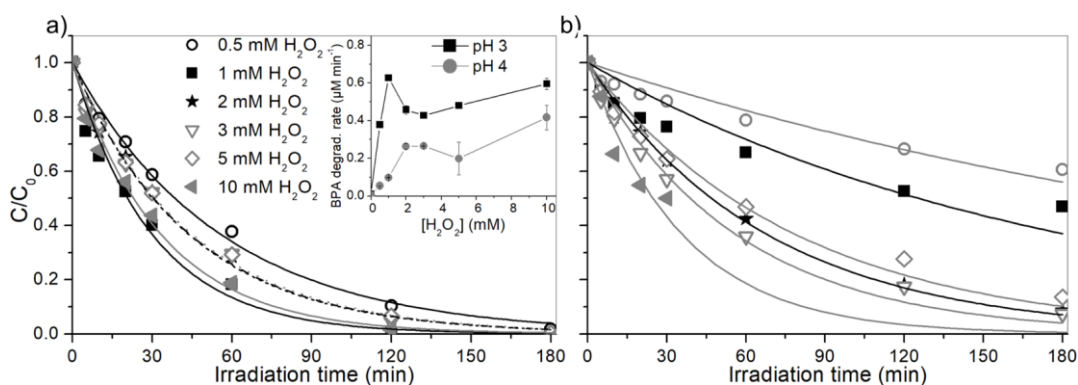 a)
b)
C/C₀
1.0
0.8
0.6
0.4
0.2
0.0
0.5 mM H₂O₂
1 mM H₂O₂
2 mM H₂O₂
3 mM H₂O₂
5 mM H₂O₂
10 mM H₂O₂
BPA degrad. rate (µM min⁻¹)
0.8
0.6
0.4
0.2
0.0
pH 3
pH 4
0 2 4 6 8 10
[H₂O₂] (mM)
0 30 60 90 120 150 180
Irradiation time (min)
0 30 60 90 120 150 180
Irradiation time (min)